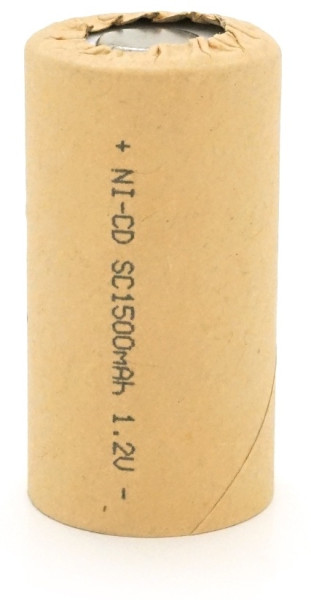 + NI-CD SC1500mAh 1.2V -